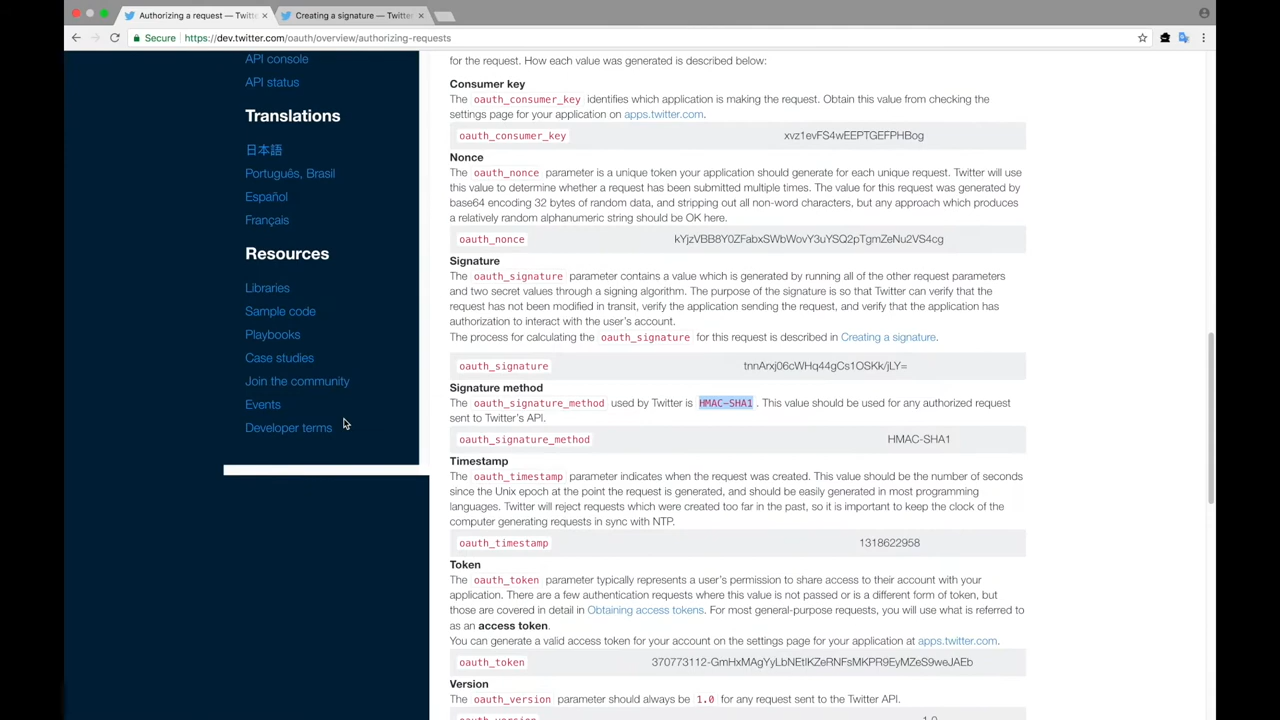 Authorizing a request — Twitte
Creating a signature — Twitte
Secure
https://dev.twitter.com/oauth/overview/authorizing-requests
API console
API status
Translations
日本語
Português, Brasil
Español
Français
Resources
Libraries
Sample code
Playbooks
Case studies
Join the community
Events
Developer terms
for the request. How each value was generated is described below:
Consumer key
The oauth_consumer_key identifies which application is making the request. Obtain this value from checking the
settings page for your application on apps.twitter.com.
oauth_consumer_key xvz1evFS4wEEPTGEFPHBog
Nonce
The oauth_nonce parameter is a unique token your application should generate for each unique request. Twitter will use
this value to determine whether a request has been submitted multiple times. The value for this request was generated by
base64 encoding 32 bytes of random data, and stripping out all non-word characters, but any approach which produces
a relatively random alphanumeric string should be OK here.
oauth_nonce kYjzVBB8Y0ZFabxSWbWovY3uYSQ2pTgmZeNu2VS4cg
Signature
The oauth_signature parameter contains a value which is generated by running all of the other request parameters
and two secret values through a signing algorithm. The purpose of the signature is so that Twitter can verify that the
request has not been modified in transit, verify the application sending the request, and verify that the application has
authorization to interact with the user's account.
The process for calculating the oauth_signature for this request is described in Creating a signature.
oauth_signature tnnArxj06cWHq44gCs1OSKk/jLY=
Signature method
The oauth_signature_method used by Twitter is HMAC-SHA1 . This value should be used for any authorized request
sent to Twitter's API.
oauth_signature_method HMAC-SHA1
Timestamp
The oauth_timestamp parameter indicates when the request was created. This value should be the number of seconds
since the Unix epoch at the point the request is generated, and should be easily generated in most programming
languages. Twitter will reject requests which were created too far in the past, so it is important to keep the clock of the
computer generating requests in sync with NTP.
oauth_timestamp 1318622958
Token
The oauth_token parameter typically represents a user's permission to share access to their account with your
application. There are a few authentication requests where this value is not passed or is a different form of token, but
those are covered in detail in Obtaining access tokens. For most general-purpose requests, you will use what is referred to
as an access token.
You can generate a valid access token for your account on the settings page for your application at apps.twitter.com.
oauth_token 370773112-GmHxMAgYyLbNEtIKZeRNFsMKPR9EyMZeS9weJAEb
Version
The oauth_version parameter should always be 1.0 for any request sent to the Twitter API.
oauth_version 1.0